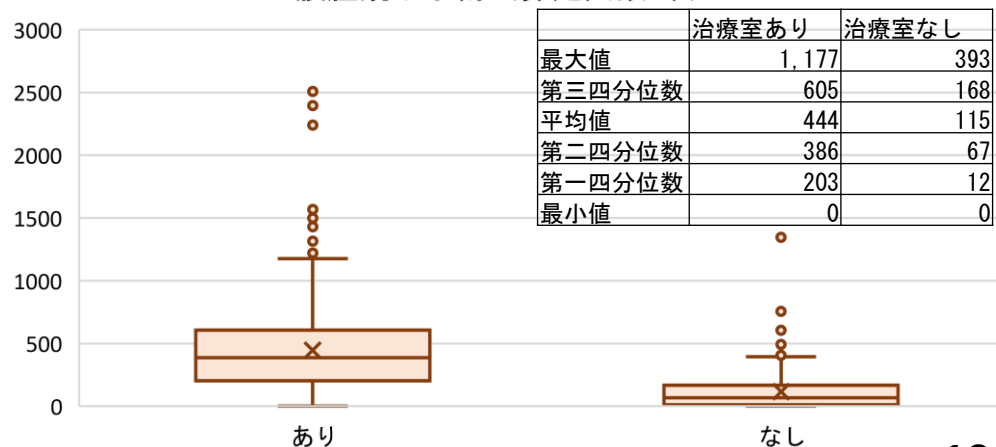 治療室あり 治療室なし
最大値 1,177 393
第三四分位数 605 168
平均値 444 115
第二四分位数 386 67
第一四分位数 203 12
最小値 0 0
3000
2500
2000
1500
1000
500
0
あり なし